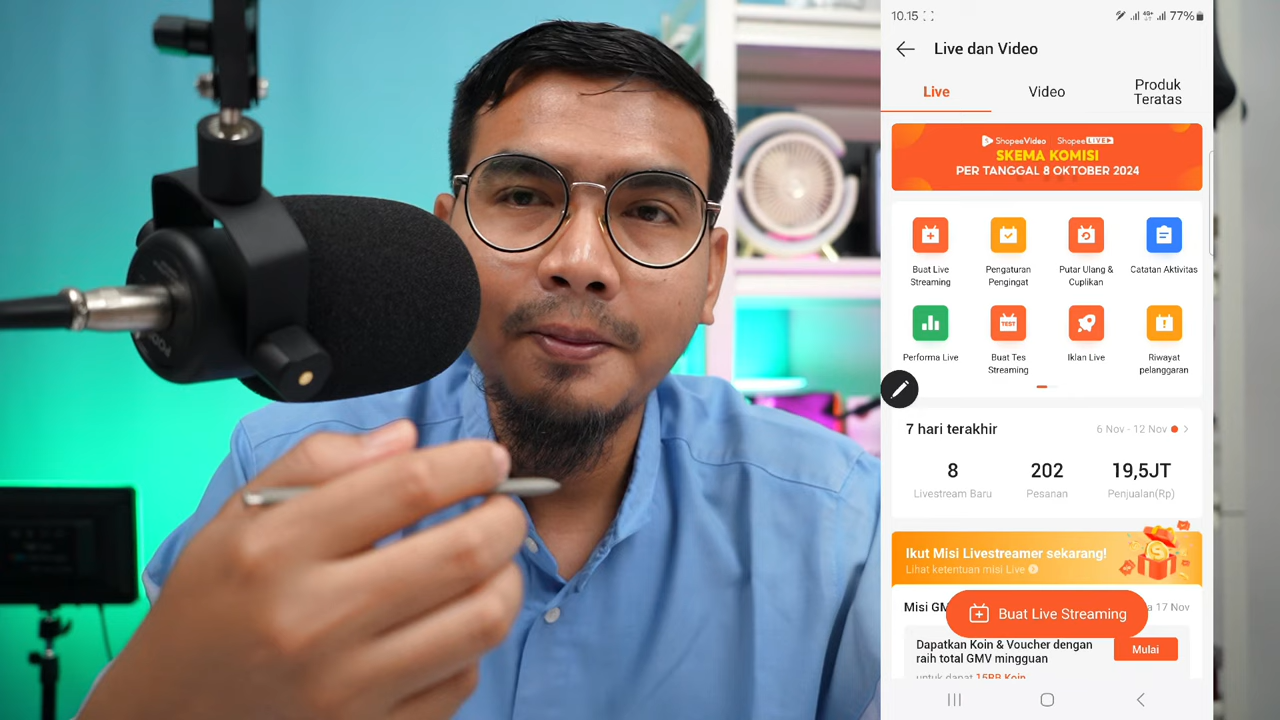 10.15
4G+
77%
Live dan Video
Live
Video
Produk
Teratas
ShopeeVideo
Shopee LIVE
SKEMA KOMISI
PER TANGGAL 8 OKTOBER 2024
Buat Live
Streaming
Pengaturan
Pengingat
Putar Ulang &
Cuplikan
Catatan Aktivitas
Performa Live
TEST
Buat Tes
Streaming
Iklan Live
Riwayat
pelanggaran
7 hari terakhir
6 Nov - 12 Nov
8
202
19,5JT
Livestream Baru
Pesanan
Penjualan(Rp)
Ikut Misi Livestreamer sekarang!
Lihat ketentuan misi Live
Misi GM
17 Nov
Buat Live Streaming
Dapatkan Koin & Voucher dengan
raih total GMV mingguan
Mulai
untuk dapat 15RB Koin